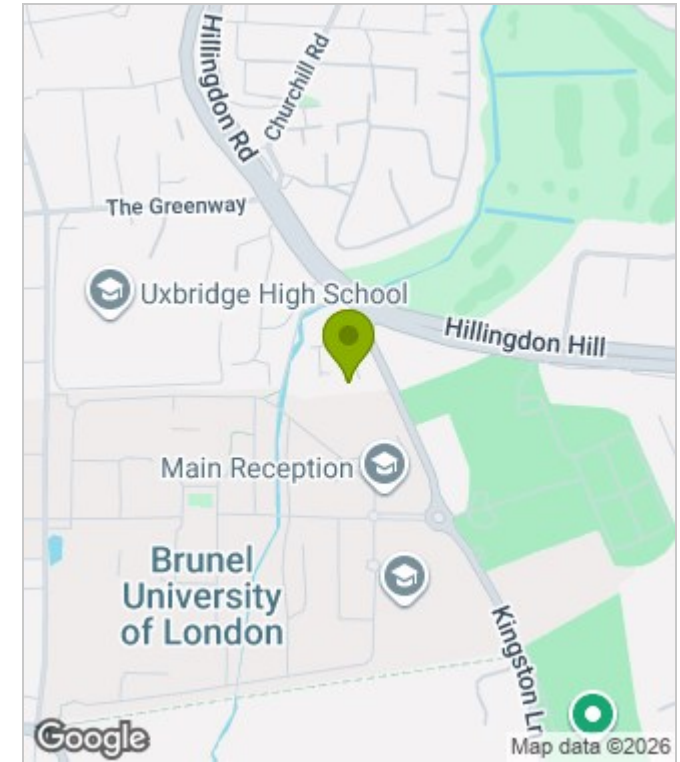 Hillingdon Rd
Churchill Rd
The Greenway
Uxbridge High School
Hillingdon Hill
Main Reception
Brunel
University
of London
Kingston Ln
Google
Map data ©2026